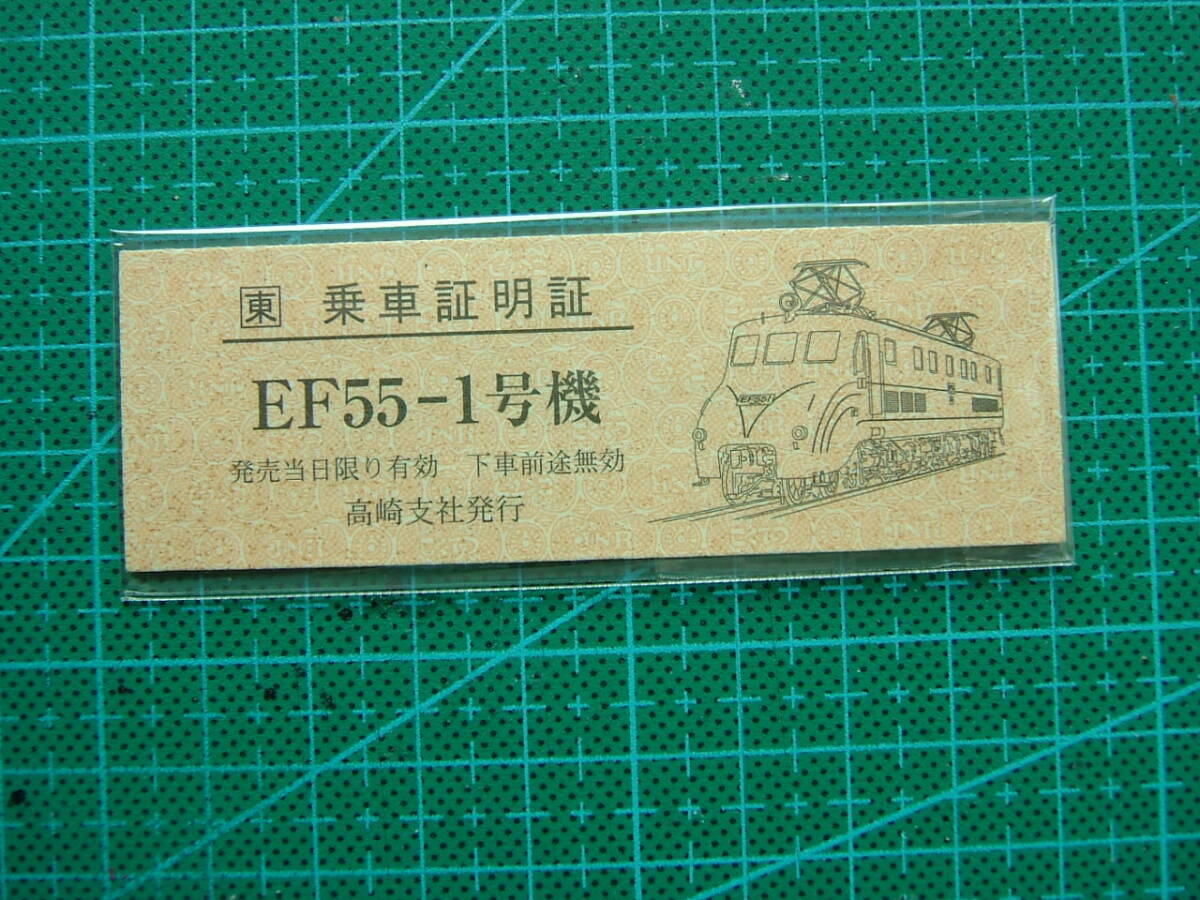 東 乗車証明証
EF55-1号機
発売当日限り有効 下車前途無効
高崎支社発行
EF551